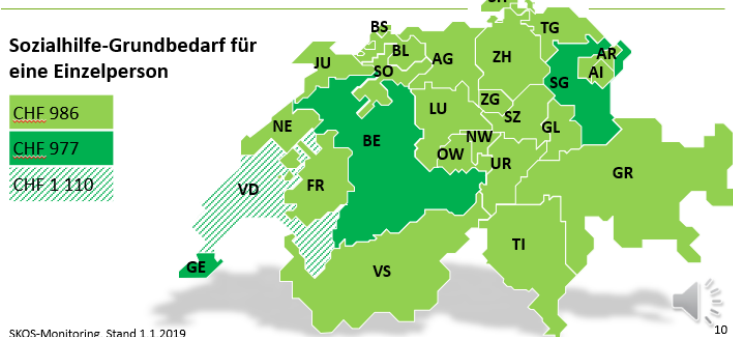 BS
TG
Sozialhilfe-Grundbedarf für
eine Einzelperson
BL
AG
ZH
AR
JU
SO
AI
SG
CHF 986
LU
ZG
SZ
NE
GL
CHF 977
BE
NW
OW
UR
CHF 1 110
GR
VD
FR
TI
GE
VS
SKOS-Monitoring, Stand 1.1.2019
10